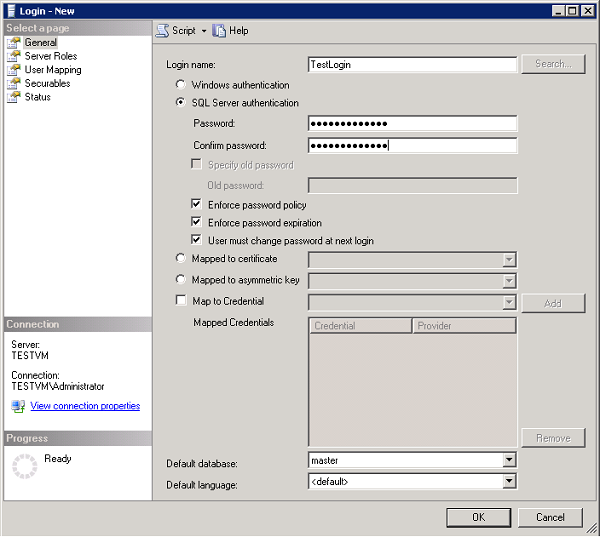 Login - New
Select a page
General
Server Roles
User Mapping
Securables
Status
Script
Help
Login name:
TestLogin
Search...
Windows authentication
SQL Server authentication
Password:
●●●●●●●●●●●●●
Confirm password:
●●●●●●●●●●●●●
Specify old password
Old password:
Enforce password policy
Enforce password expiration
User must change password at next login
Mapped to certificate
Mapped to asymmetric key
Map to Credential
Add
Mapped Credentials
Credential Provider
Remove
Default database:
master
Default language:
<default>
Connection
Server:
TESTVM
Connection:
TESTVM\Administrator
View connection properties
Progress
Ready
OK
Cancel